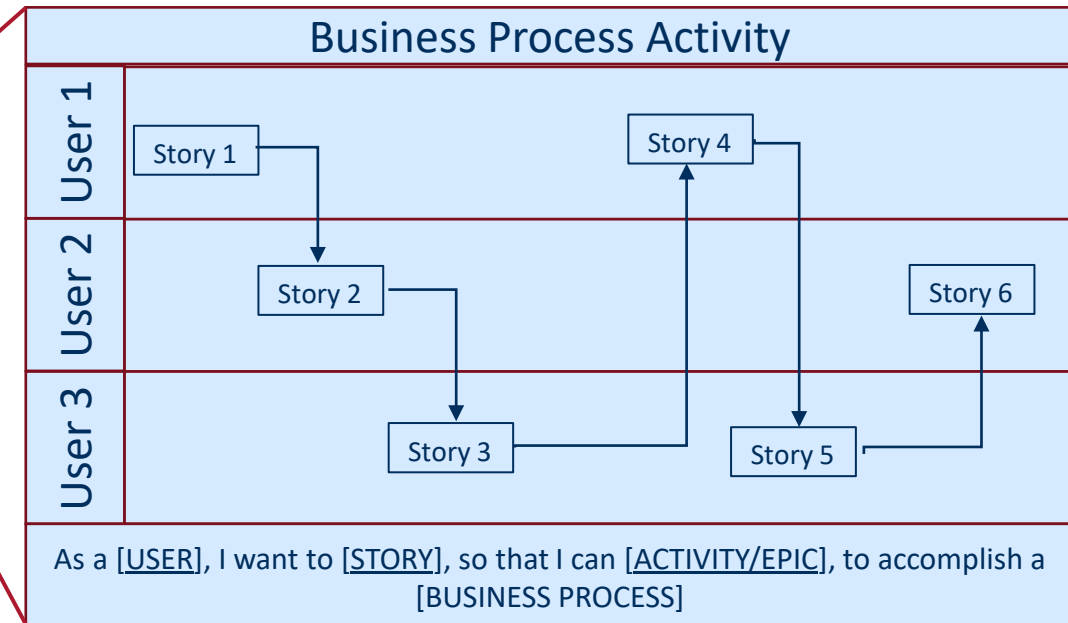 Business Process Activity
User 1
Story 1
Story 4
User 2
Story 2
Story 6
User 3
Story 3
Story 5
As a [USER], I want to [STORY], so that I can [ACTIVITY/EPIC], to accomplish a
[BUSINESS PROCESS]